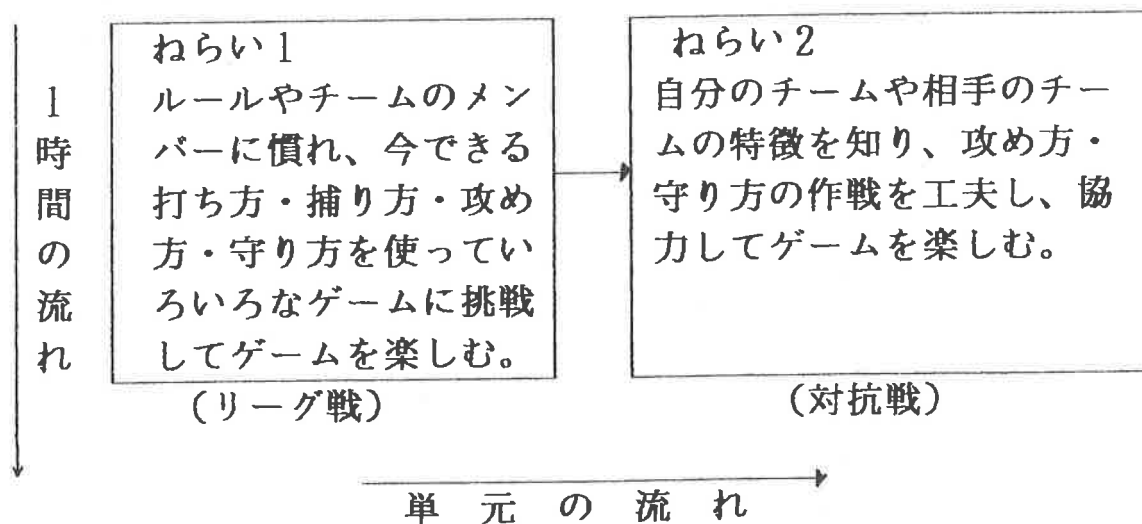 1時間の流れ
ねらい1
ルールやチームのメン
バーに慣れ、今できる
打ち方・捕り方・攻め
方・守り方を使ってい
ろいろなゲームに挑戦
してゲームを楽しむ。
(リーグ戦)
ねらい2
自分のチームや相手のチー
ムの特徴を知り、攻め方・
守り方の作戦を工夫し、協
力してゲームを楽しむ。
(対抗戦)
単元の流れ